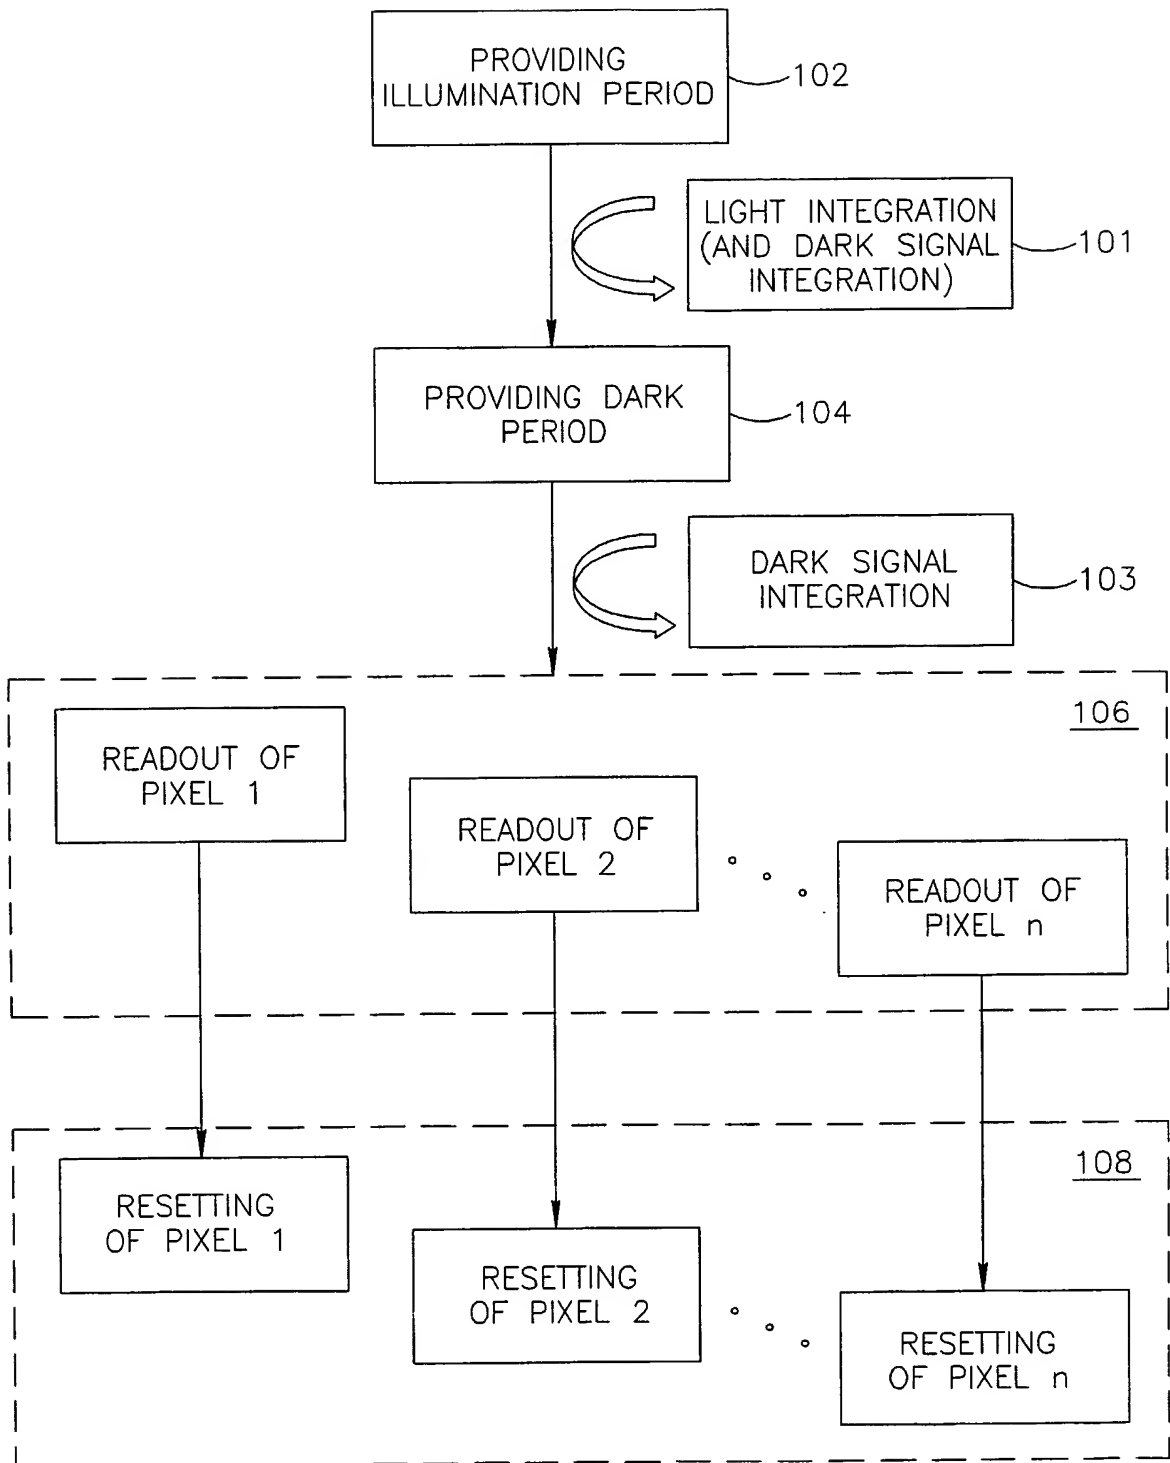 PROVIDING
ILLUMINATION PERIOD
102
LIGHT INTEGRATION
(AND DARK SIGNAL
INTEGRATION)
101
PROVIDING DARK
PERIOD
104
DARK SIGNAL
INTEGRATION
103
106
READOUT OF
PIXEL 1
READOUT OF
PIXEL 2
READOUT OF
PIXEL n
108
RESETTING
OF PIXEL 1
RESETTING
OF PIXEL 2
RESETTING
OF PIXEL n